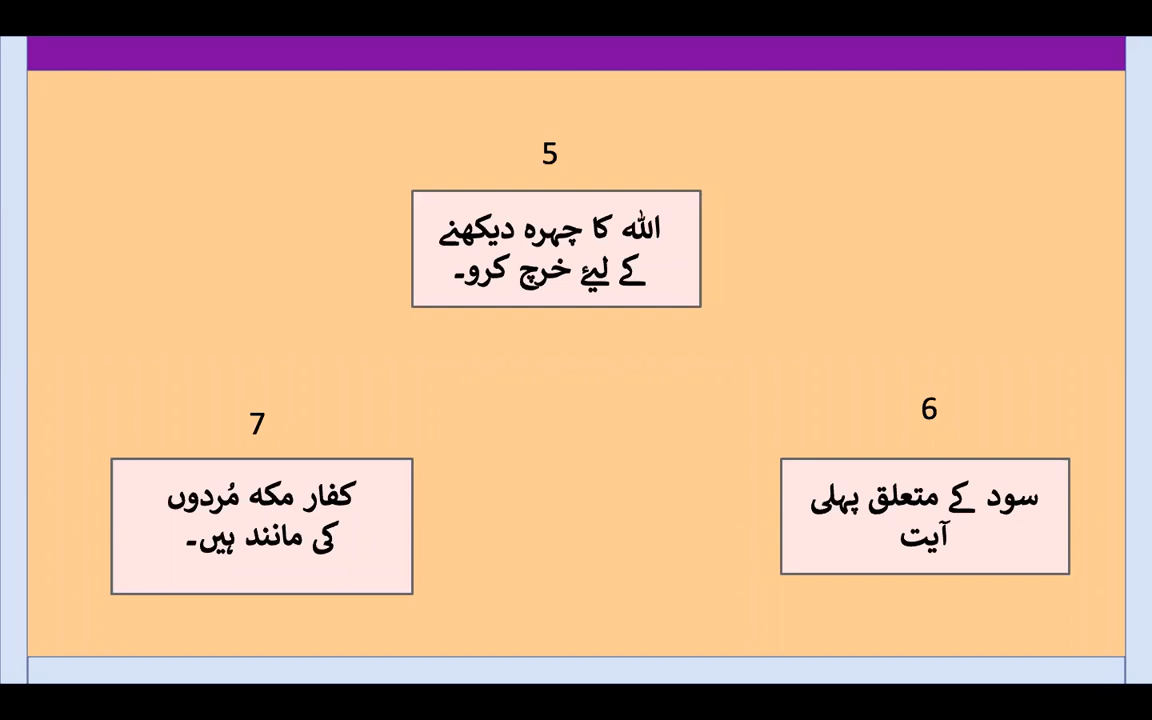 5
اللہ کا چہرہ دیکھنے
کے لیۓ خرچ کرو۔
6
سود کے متعلق پہلی
آیت
7
کفار مکہ مُردوں
کی مانند ہیں۔